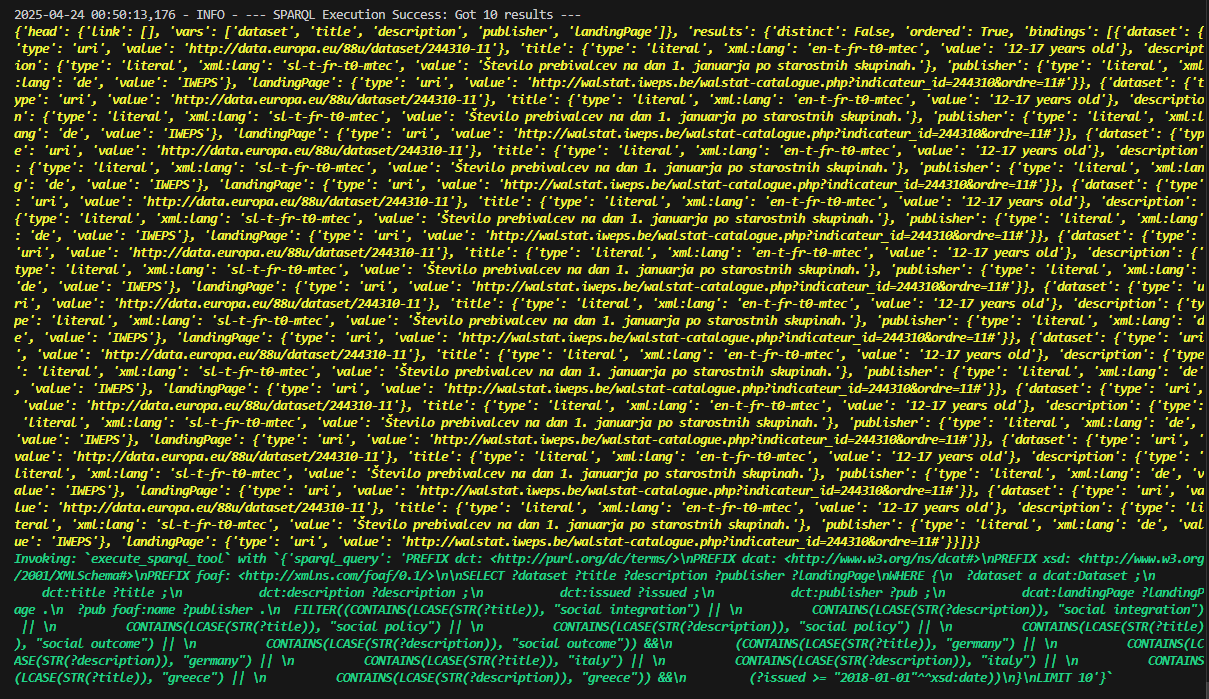 2025-04-24 00:50:13,176 - INFO - --- SPARQL Execution Success: Got 10 results ---
{'head': {'link': [], 'vars': ['dataset', 'title', 'description', 'publisher', 'landingPage']}, 'results': {'distinct': False, 'ordered': True, 'bindings': [{'dataset': {
'type': 'uri', 'value': 'http://data.europa.eu/88u/dataset/244310-11'}, 'title': {'type': 'literal', 'xml:lang': 'en-t-fr-t0-mtec', 'value': '12-17 years old'}, 'descript
ion': {'type': 'literal', 'xml:lang': 'sl-t-fr-t0-mtec', 'value': 'Število prebivalcev na dan 1. januarja po starostnih skupinah.'}, 'publisher': {'type': 'literal', 'xml
:lang': 'de', 'value': 'IWEPS'}, 'landingPage': {'type': 'uri', 'value': 'http://walstat.iweps.be/walstat-catalogue.php?indicateur_id=244310&ordre=11#'}}, {'dataset': {'t
ype': 'uri', 'value': 'http://data.europa.eu/88u/dataset/244310-11'}, 'title': {'type': 'literal', 'xml:lang': 'en-t-fr-t0-mtec', 'value': '12-17 years old'}, 'descriptio
n': {'type': 'literal', 'xml:lang': 'sl-t-fr-t0-mtec', 'value': 'Število prebivalcev na dan 1. januarja po starostnih skupinah.'}, 'publisher': {'type': 'literal', 'xml:l
ang': 'de', 'value': 'IWEPS'}, 'landingPage': {'type': 'uri', 'value': 'http://walstat.iweps.be/walstat-catalogue.php?indicateur_id=244310&ordre=11#'}}, {'dataset': {'typ
e': 'uri', 'value': 'http://data.europa.eu/88u/dataset/244310-11'}, 'title': {'type': 'literal', 'xml:lang': 'en-t-fr-t0-mtec', 'value': '12-17 years old'}, 'description'
: {'type': 'literal', 'xml:lang': 'sl-t-fr-t0-mtec', 'value': 'Število prebivalcev na dan 1. januarja po starostnih skupinah.'}, 'publisher': {'type': 'literal', 'xml:lan
g': 'de', 'value': 'IWEPS'}, 'landingPage': {'type': 'uri', 'value': 'http://walstat.iweps.be/walstat-catalogue.php?indicateur_id=244310&ordre=11#'}}, {'dataset': {'type'
: 'uri', 'value': 'http://data.europa.eu/88u/dataset/244310-11'}, 'title': {'type': 'literal', 'xml:lang': 'en-t-fr-t0-mtec', 'value': '12-17 years old'}, 'description':
{'type': 'literal', 'xml:lang': 'sl-t-fr-t0-mtec', 'value': 'Število prebivalcev na dan 1. januarja po starostnih skupinah.'}, 'publisher': {'type': 'literal', 'xml:lang'
: 'de', 'value': 'IWEPS'}, 'landingPage': {'type': 'uri', 'value': 'http://walstat.iweps.be/walstat-catalogue.php?indicateur_id=244310&ordre=11#'}}, {'dataset': {'type':
'uri', 'value': 'http://data.europa.eu/88u/dataset/244310-11'}, 'title': {'type': 'literal', 'xml:lang': 'en-t-fr-t0-mtec', 'value': '12-17 years old'}, 'description': {'
type': 'literal', 'xml:lang': 'sl-t-fr-t0-mtec', 'value': 'Število prebivalcev na dan 1. januarja po starostnih skupinah.'}, 'publisher': {'type': 'literal', 'xml:lang':
'de', 'value': 'IWEPS'}, 'landingPage': {'type': 'uri', 'value': 'http://walstat.iweps.be/walstat-catalogue.php?indicateur_id=244310&ordre=11#'}}, {'dataset': {'type': 'u
ri', 'value': 'http://data.europa.eu/88u/dataset/244310-11'}, 'title': {'type': 'literal', 'xml:lang': 'en-t-fr-t0-mtec', 'value': '12-17 years old'}, 'description': {'ty
pe': 'literal', 'xml:lang': 'sl-t-fr-t0-mtec', 'value': 'Število prebivalcev na dan 1. januarja po starostnih skupinah.'}, 'publisher': {'type': 'literal', 'xml:lang': 'd
e', 'value': 'IWEPS'}, 'landingPage': {'type': 'uri', 'value': 'http://walstat.iweps.be/walstat-catalogue.php?indicateur_id=244310&ordre=11#'}}, {'dataset': {'type': 'uri
', 'value': 'http://data.europa.eu/88u/dataset/244310-11'}, 'title': {'type': 'literal', 'xml:lang': 'en-t-fr-t0-mtec', 'value': '12-17 years old'}, 'description': {'type
': 'literal', 'xml:lang': 'sl-t-fr-t0-mtec', 'value': 'Število prebivalcev na dan 1. januarja po starostnih skupinah.'}, 'publisher': {'type': 'literal', 'xml:lang': 'de'
, 'value': 'IWEPS'}, 'landingPage': {'type': 'uri', 'value': 'http://walstat.iweps.be/walstat-catalogue.php?indicateur_id=244310&ordre=11#'}}, {'dataset': {'type': 'uri',
'value': 'http://data.europa.eu/88u/dataset/244310-11'}, 'title': {'type': 'literal', 'xml:lang': 'en-t-fr-t0-mtec', 'value': '12-17 years old'}, 'description': {'type':
'literal', 'xml:lang': 'sl-t-fr-t0-mtec', 'value': 'Število prebivalcev na dan 1. januarja po starostnih skupinah.'}, 'publisher': {'type': 'literal', 'xml:lang': 'de',
'value': 'IWEPS'}, 'landingPage': {'type': 'uri', 'value': 'http://walstat.iweps.be/walstat-catalogue.php?indicateur_id=244310&ordre=11#'}}, {'dataset': {'type': 'uri', '
value': 'http://data.europa.eu/88u/dataset/244310-11'}, 'title': {'type': 'literal', 'xml:lang': 'en-t-fr-t0-mtec', 'value': '12-17 years old'}, 'description': {'type': '
literal', 'xml:lang': 'sl-t-fr-t0-mtec', 'value': 'Število prebivalcev na dan 1. januarja po starostnih skupinah.'}, 'publisher': {'type': 'literal', 'xml:lang': 'de', 'v
alue': 'IWEPS'}, 'landingPage': {'type': 'uri', 'value': 'http://walstat.iweps.be/walstat-catalogue.php?indicateur_id=244310&ordre=11#'}}, {'dataset': {'type': 'uri', 'va
lue': 'http://data.europa.eu/88u/dataset/244310-11'}, 'title': {'type': 'literal', 'xml:lang': 'en-t-fr-t0-mtec', 'value': '12-17 years old'}, 'description': {'type': 'li
teral', 'xml:lang': 'sl-t-fr-t0-mtec', 'value': 'Število prebivalcev na dan 1. januarja po starostnih skupinah.'}, 'publisher': {'type': 'literal', 'xml:lang': 'de', 'val
ue': 'IWEPS'}, 'landingPage': {'type': 'uri', 'value': 'http://walstat.iweps.be/walstat-catalogue.php?indicateur_id=244310&ordre=11#'}}]}}
Invoking: `execute_sparql_tool` with `{'sparql_query': 'PREFIX dct: <http://purl.org/dc/terms/>\nPREFIX dcat: <http://www.w3.org/ns/dcat#>\nPREFIX xsd: <http://www.w3.org
/2001/XMLSchema#>\nPREFIX foaf: <http://xmlns.com/foaf/0.1/>\n\nSELECT ?dataset ?title ?description ?publisher ?landingPage\nWHERE {\n  ?dataset a dcat:Dataset ;\n
dct:title ?title ;\n           dct:description ?description ;\n           dct:issued ?issued ;\n           dct:publisher ?pub ;\n           dcat:landingPage ?landingP
age .\n  ?pub foaf:name ?publisher .\n  FILTER((CONTAINS(LCASE(STR(?title)), "social integration") || \n          CONTAINS(LCASE(STR(?description)), "social integration")
|| \n          CONTAINS(LCASE(STR(?title)), "social policy") || \n          CONTAINS(LCASE(STR(?description)), "social policy") || \n          CONTAINS(LCASE(STR(?title)
), "social outcome") || \n          CONTAINS(LCASE(STR(?description)), "social outcome")) &&\n         (CONTAINS(LCASE(STR(?title)), "germany") || \n          CONTAINS(LC
ASE(STR(?description)), "germany") || \n          CONTAINS(LCASE(STR(?title)), "italy") || \n          CONTAINS(LCASE(STR(?description)), "italy") || \n          CONTAINS
(LCASE(STR(?title)), "greece") || \n          CONTAINS(LCASE(STR(?description)), "greece")) &&\n         (?issued >= "2018-01-01"^^xsd:date))\n}\nLIMIT 10'}`